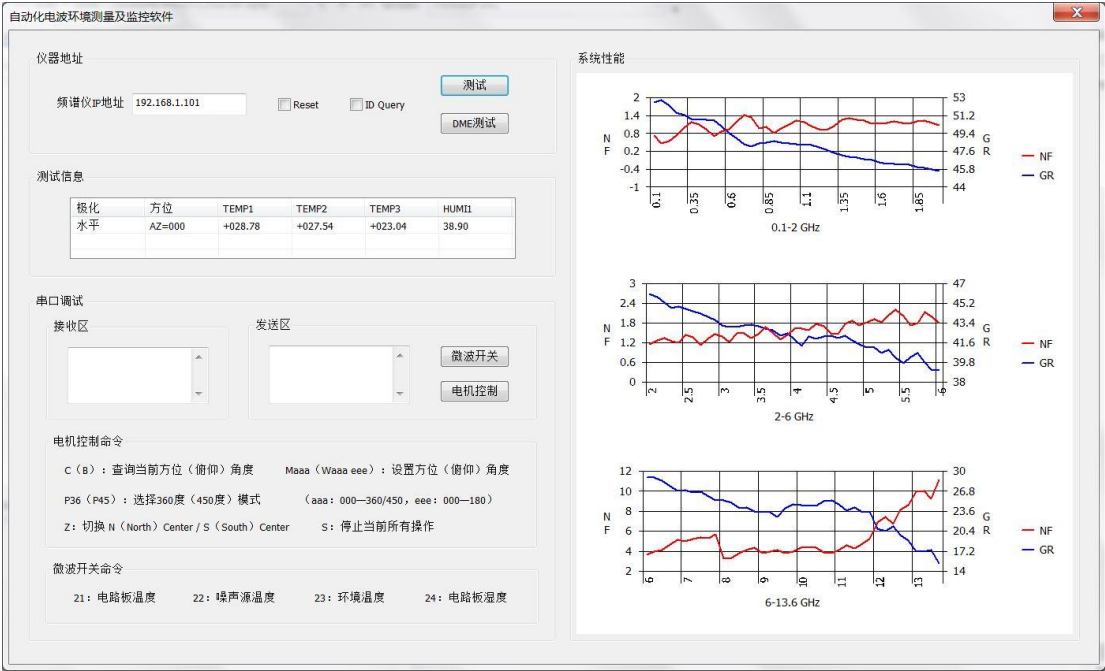 自动化电波环境测量及监控软件
仪器地址
频谱仪IP地址 192.168.1.101
Reset
ID Query
测试
DME测试
测试信息
极化 方位 TEMP1 TEMP2 TEMP3 HUMI1
水平 AZ=000 +028.78 +027.54 +023.04 38.90
串口调试
接收区
发送区
微波开关
电机控制
电机控制命令
C（B）：查询当前方位（俯仰）角度 Maaa（Waaa eee）：设置方位（俯仰）角度
P36（P45）：选择360度（450度）模式 （aaa：000—360/450，eee：000—180）
Z：切换 N（North）Center / S（South）Center S：停止当前所有操作
微波开关命令
21：电路板温度 22：噪声源温度 23：环境温度 24：电路板湿度
系统性能
2 53
1.4 51.2
0.8 49.4
0.2 47.6
-0.4 45.8
-1 44
NF GR
0.1 0.35 0.6 0.85 1.1 1.35 1.6 1.85
0.1-2 GHz
NF
GR
3 47
2.4 45.2
1.8 43.4
1.2 41.6
0.6 39.8
0 38
NF GR
2 2.5 3 3.5 4 4.5 5 5.5 6
2-6 GHz
NF
GR
12 30
10 26.8
8 23.6
6 20.4
4 17.2
2 14
NF GR
6 7 8 9 10 11 12 13
6-13.6 GHz
NF
GR